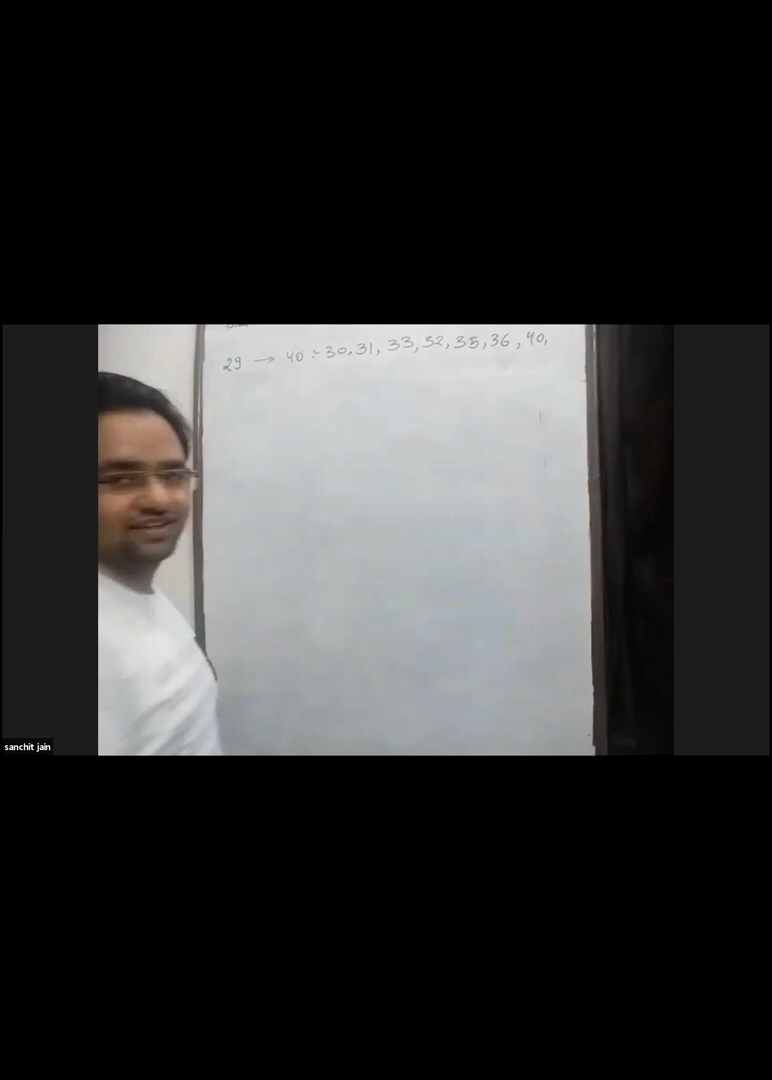 29 → 40 :- 30, 31, 33, 32, 35, 36, 40,
sanchit jain